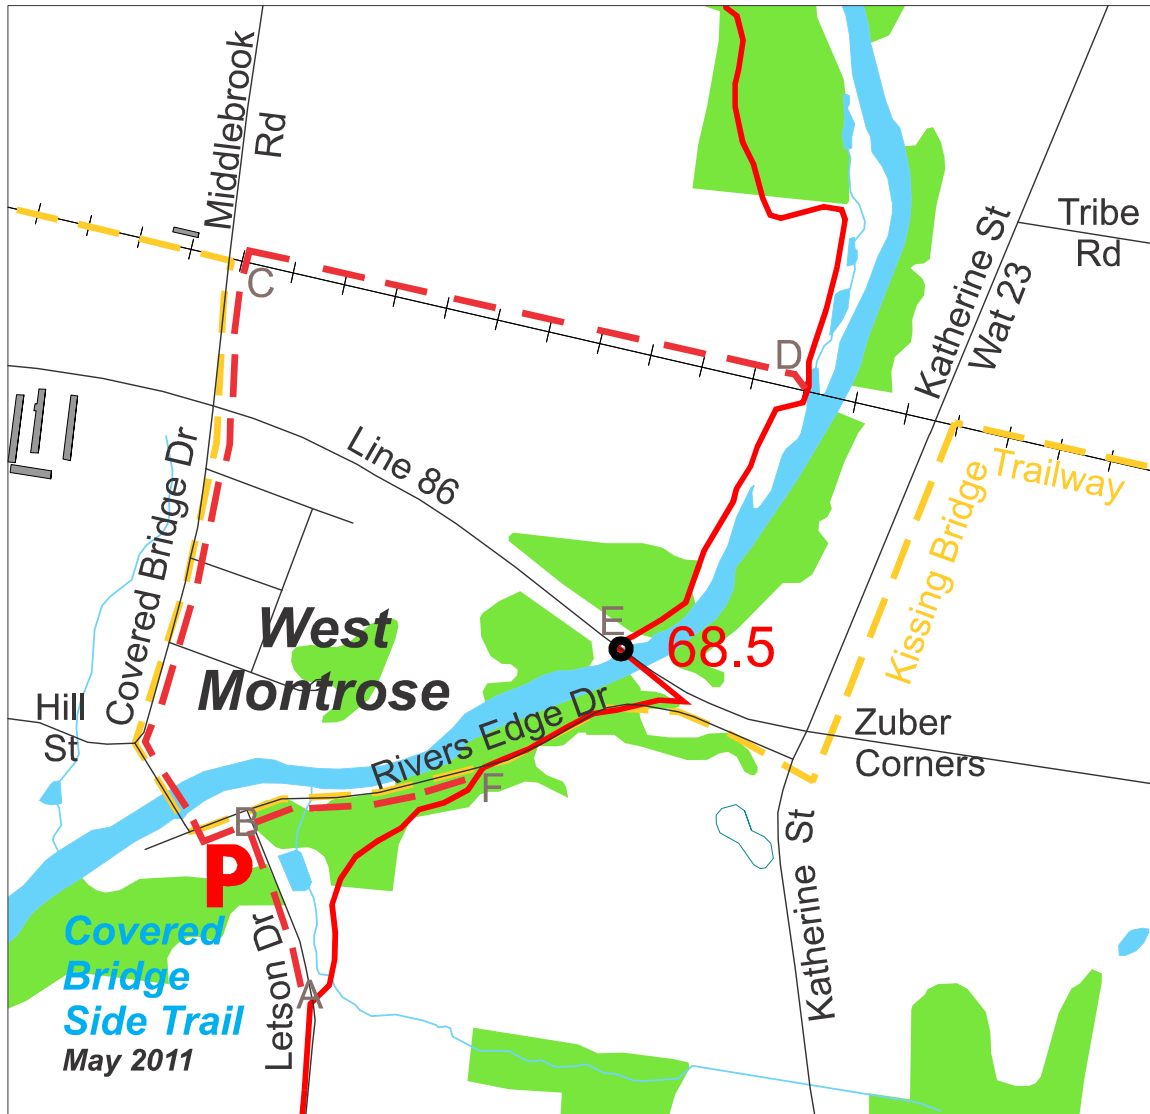 Middlebrook
Rd
Tribe
Rd
Katherine St
Wat 23
C
D
Line 86
Trailway
Kissing Bridge
Covered Bridge Dr
West
Montrose
E
68.5
Hill
St
Rivers Edge Dr
Zuber
Corners
F
B
P
Katherine St
Covered
Bridge
Side Trail
May 2011
Letson Dr
A